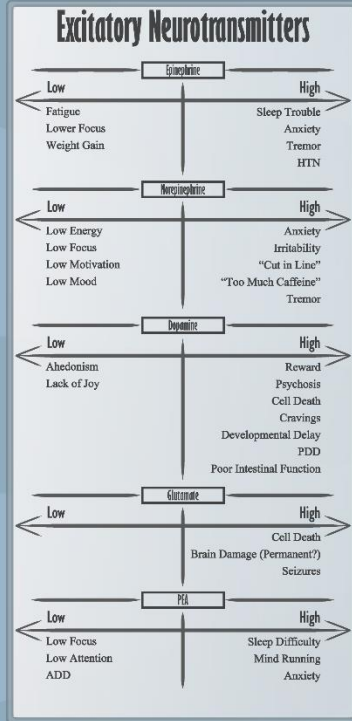 Excitatory Neurotransmitters
Epinephrine
Low High
Fatigue Sleep Trouble
Lower Focus Anxiety
Weight Gain Tremor
HTN
Norepinephrine
Low High
Low Energy Anxiety
Low Focus Irritability
Low Motivation “Cut in Line”
Low Mood “Too Much Caffeine”
Tremor
Dopamine
Low High
Ahedonism Reward
Lack of Joy Psychosis
Cell Death
Cravings
Developmental Delay
PDD
Poor Intestinal Function
Glutamate
Low High
Cell Death
Brain Damage (Permanent?)
Seizures
PEA
Low High
Low Focus Sleep Difficulty
Low Attention Mind Running
ADD Anxiety